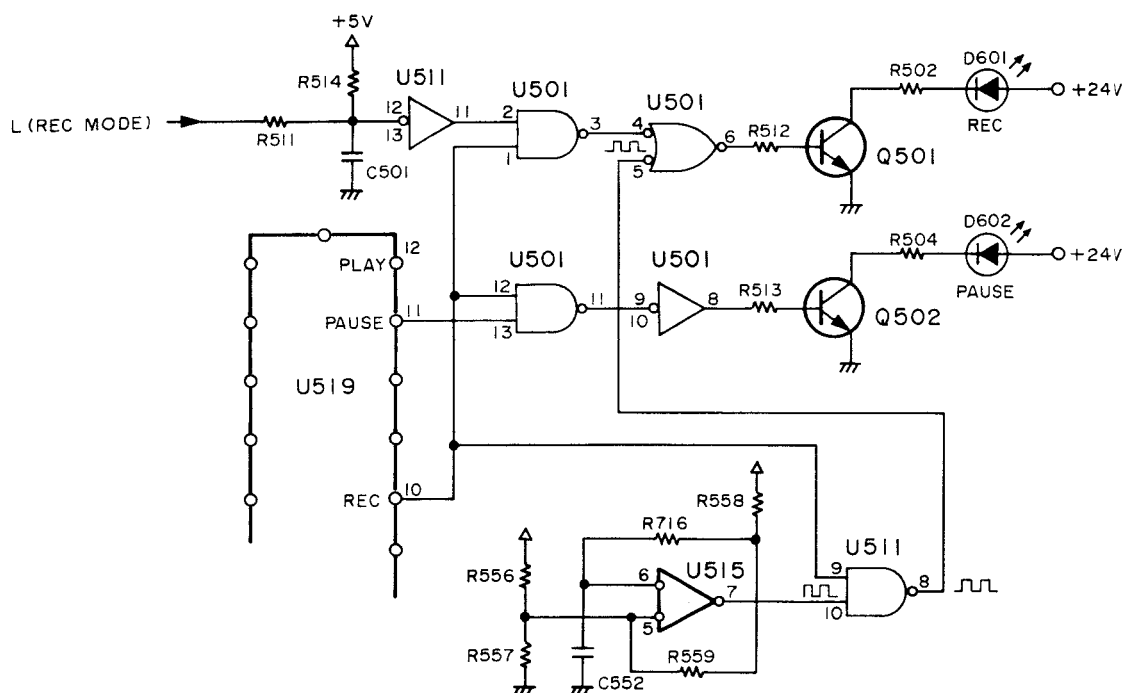 +5V
R514
U511
12
13
11
L (REC MODE)
R511
C501
U501
2
1
3
U501
4
5
6
R512
Q501
R502
D601
REC
+24V
U519
PLAY
12
PAUSE
11
REC
10
U501
12
13
11
U501
9
10
8
R513
Q502
R504
D602
PAUSE
+24V
R558
R716
R556
R557
U515
6
5
7
R559
C552
U511
9
10
8